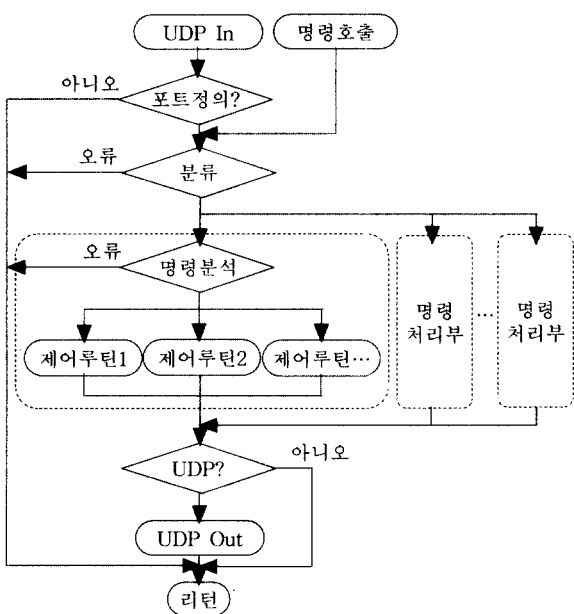 UDP In
명령호출
아니오
포트정의?
오류
분류
오류
명령분석
명령
처리부
…
명령
처리부
제어루틴1
제어루틴2
제어루틴…
아니오
UDP?
UDP Out
리턴